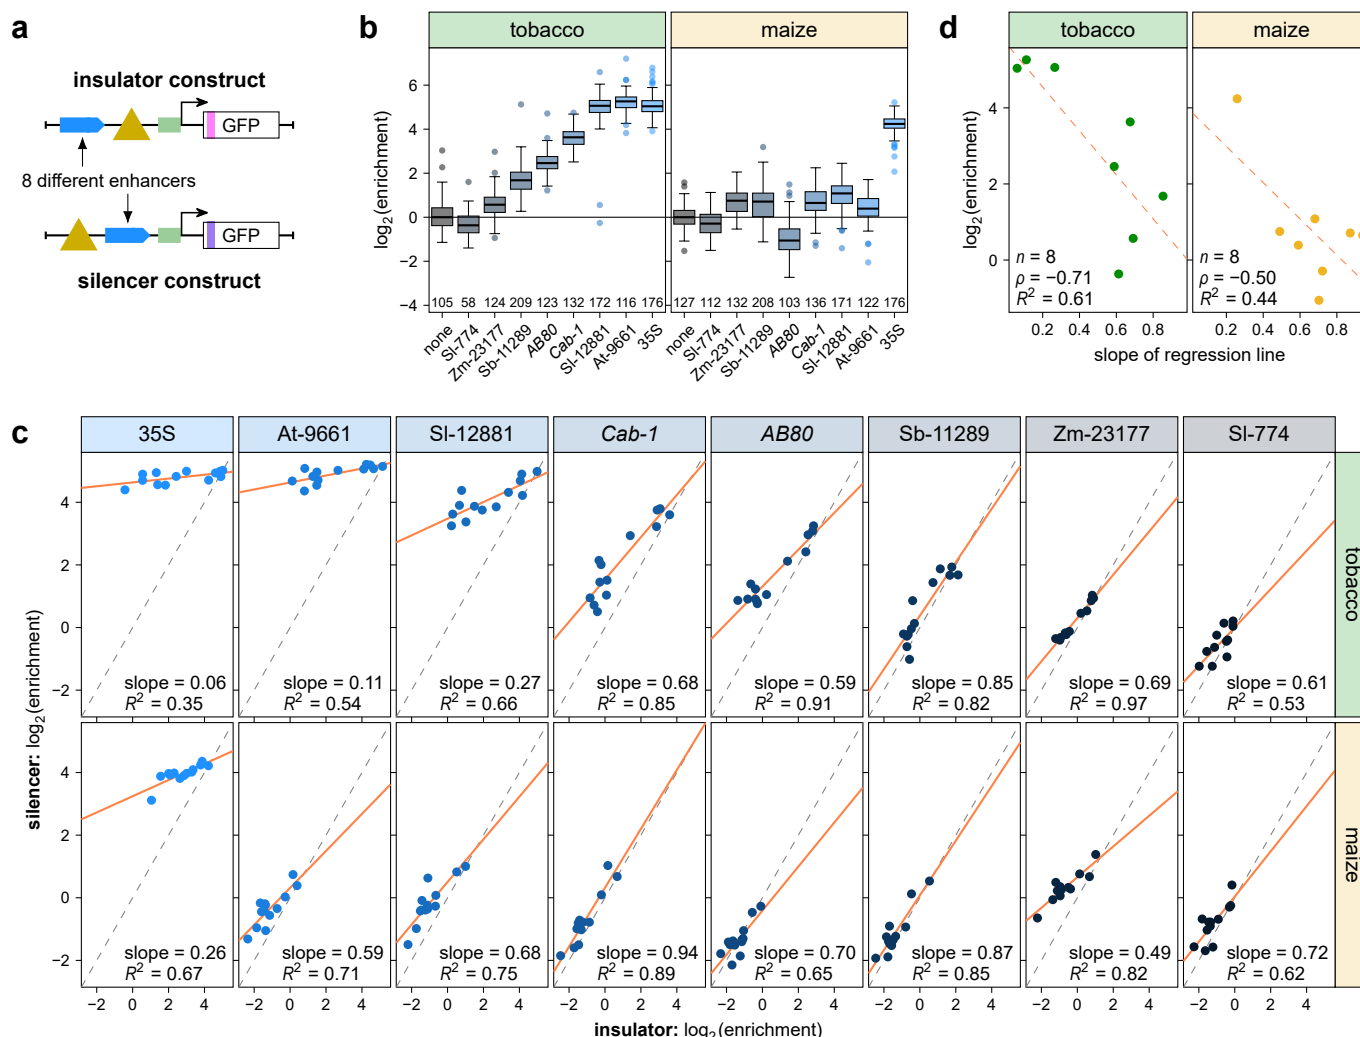 a
insulator construct
GFP
8 different enhancers
GFP
silencer construct
b
tobacco
maize
log2(enrichment)
6
4
2
0
−2
−4
105 58 124 209 123 132 172 116 176
127 112 132 208 103 136 171 122 176
none Sl-774 Zm-23177 Sb-11289 AB80 Cab-1 Sl-12881 At-9661 35S
none Sl-774 Zm-23177 Sb-11289 AB80 Cab-1 Sl-12881 At-9661 35S
d
tobacco
maize
log2(enrichment)
4
2
0
n = 8
ρ = −0.71
R2 = 0.61
n = 8
ρ = −0.50
R2 = 0.44
0.2 0.4 0.6 0.8
0.2 0.4 0.6 0.8
slope of regression line
c
35S At-9661 Sl-12881 Cab-1 AB80 Sb-11289 Zm-23177 Sl-774
tobacco
maize
silencer: log2(enrichment)
4
2
0
−2
slope = 0.06
R2 = 0.35
slope = 0.11
R2 = 0.54
slope = 0.27
R2 = 0.66
slope = 0.68
R2 = 0.85
slope = 0.59
R2 = 0.91
slope = 0.85
R2 = 0.82
slope = 0.69
R2 = 0.97
slope = 0.61
R2 = 0.53
4
2
0
−2
slope = 0.26
R2 = 0.67
slope = 0.59
R2 = 0.71
slope = 0.68
R2 = 0.75
slope = 0.94
R2 = 0.89
slope = 0.70
R2 = 0.65
slope = 0.87
R2 = 0.85
slope = 0.49
R2 = 0.82
slope = 0.72
R2 = 0.62
−2 0 2 4
−2 0 2 4
−2 0 2 4
−2 0 2 4
−2 0 2 4
−2 0 2 4
−2 0 2 4
−2 0 2 4
insulator: log2(enrichment)